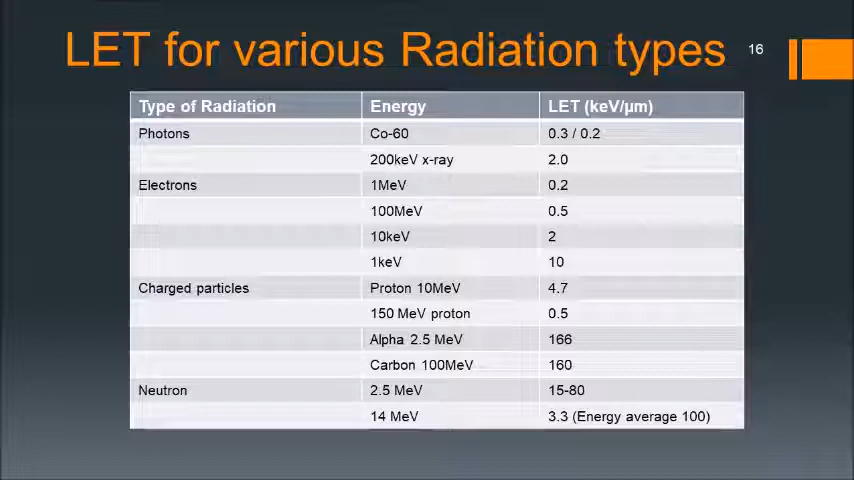 LET for various Radiation types
16
Type of Radiation Energy LET (keV/µm)
Photons Co-60 0.3 / 0.2
200keV x-ray 2.0
Electrons 1MeV 0.2
100MeV 0.5
10keV 2
1keV 10
Charged particles Proton 10MeV 4.7
150 MeV proton 0.5
Alpha 2.5 MeV 166
Carbon 100MeV 160
Neutron 2.5 MeV 15-80
14 MeV 3.3 (Energy average 100)